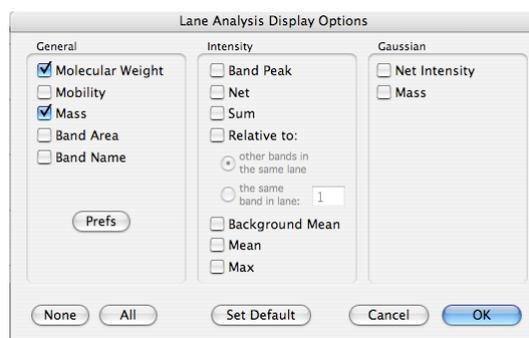 Lane Analysis Display Options
General
Molecular Weight
Mobility
Mass
Band Area
Band Name
Prefs
Intensity
Band Peak
Net
Sum
Relative to:
other bands in
the same lane
the same
band in lane: 1
Background Mean
Mean
Max
Gaussian
Net Intensity
Mass
None All Set Default Cancel OK